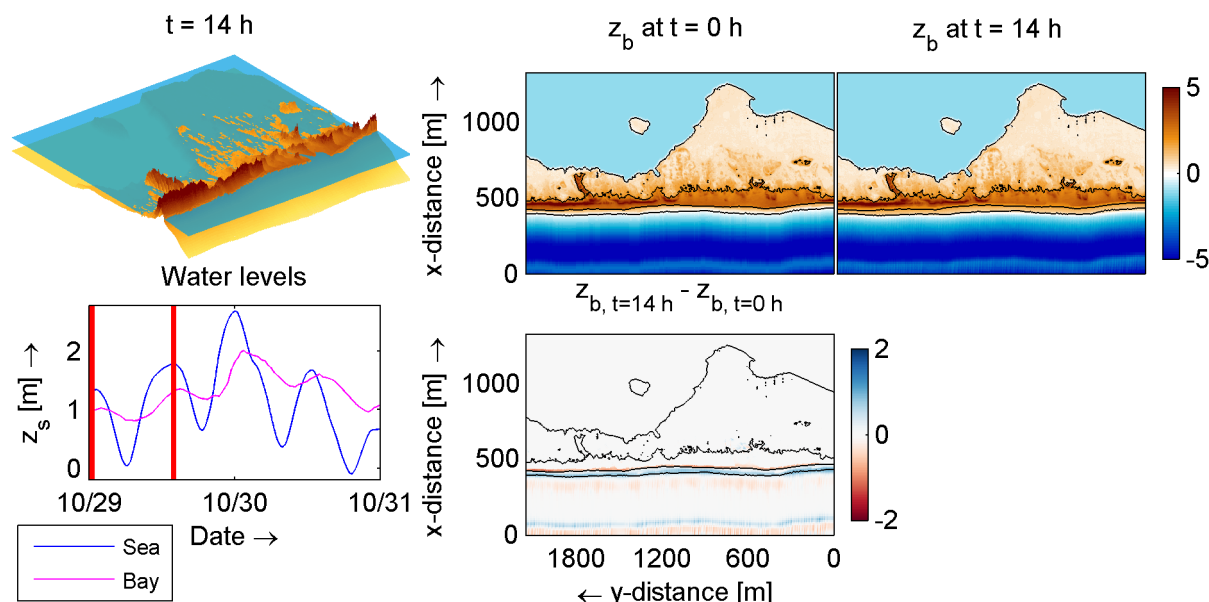 t = 14 h
z_b at t = 0 h
z_b at t = 14 h
x-distance [m] →
1000
500
0
5
0
-5
Water levels
z_s [m] →
2
1
0
10/29
10/30
10/31
Date →
Sea
Bay
z_b, t=14 h - z_b, t=0 h
x-distance [m] →
1000
500
0
1800
1200
600
0
← y-distance [m]
2
0
-2